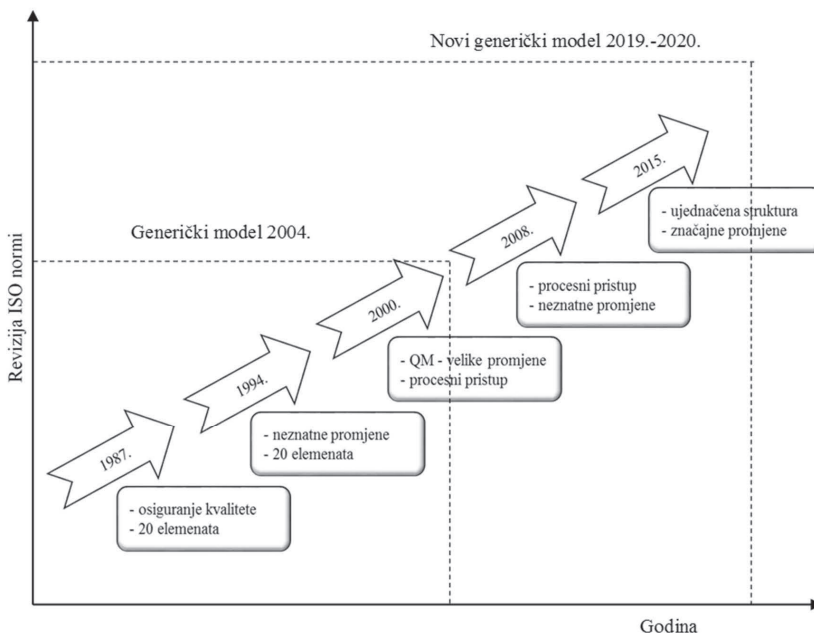 Novi generički model 2019.-2020.
2015.
- ujednačena struktura
- značajne promjene
Generički model 2004.
2008.
- procesni pristup
- neznatne promjene
2000.
- QM - velike promjene
- procesni pristup
1994.
- neznatne promjene
- 20 elemenata
1987.
- osiguranje kvalitete
- 20 elemenata
Revizija ISO normi
Godina